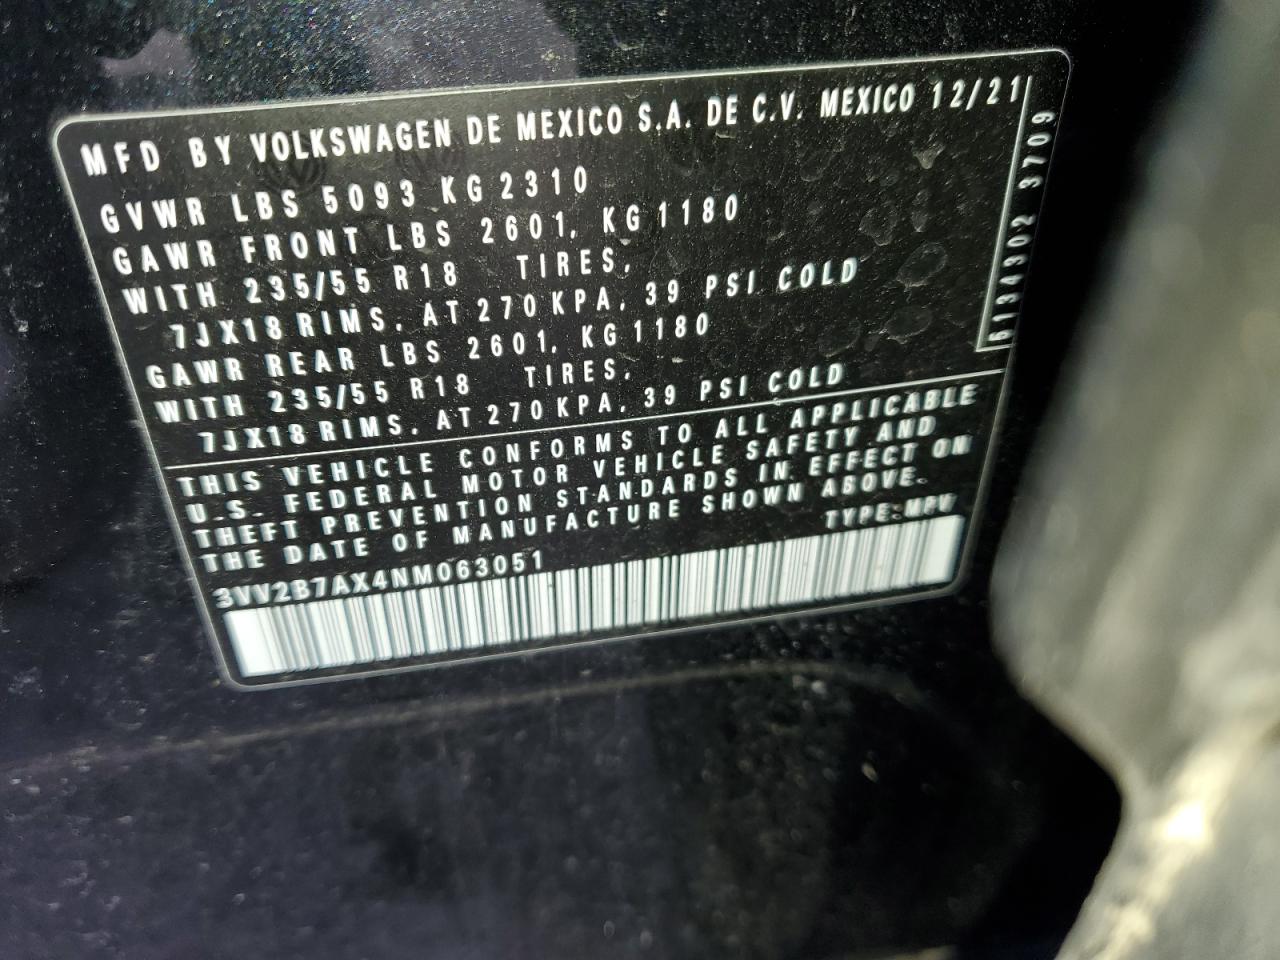 MFD BY VOLKSWAGEN DE MEXICO S.A. DE C.V. MEXICO 12/21
GVWR LBS 5093 KG 2310
GAWR FRONT LBS 2601, KG 1180
WITH 235/55 R18 TIRES,
7JX18 RIMS, AT 270 KPA, 39 PSI COLD
GAWR REAR LBS 2601, KG 1180
WITH 235/55 R18 TIRES,
7JX18 RIMS, AT 270 KPA, 39 PSI COLD
THIS VEHICLE CONFORMS TO ALL APPLICABLE
U.S. FEDERAL MOTOR VEHICLE SAFETY AND
THEFT PREVENTION STANDARDS IN EFFECT ON
THE DATE OF MANUFACTURE SHOWN ABOVE.
TYPE:MPV
3VV2B7AX4NM063051
3709